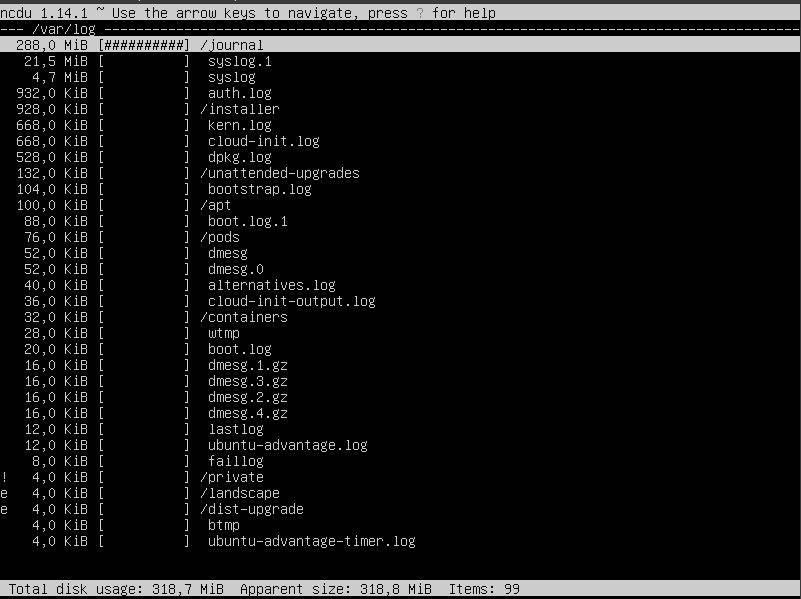 ncdu 1.14.1 ~ Use the arrow keys to navigate, press ? for help
--- /var/log ---------------------------------------------------------------------------------------
  288,0 MiB [##########] /journal
   21,5 MiB [          ]  syslog.1
    4,7 MiB [          ]  syslog
  932,0 KiB [          ]  auth.log
  928,0 KiB [          ] /installer
  668,0 KiB [          ]  kern.log
  668,0 KiB [          ]  cloud-init.log
  528,0 KiB [          ]  dpkg.log
  132,0 KiB [          ] /unattended-upgrades
  104,0 KiB [          ]  bootstrap.log
  100,0 KiB [          ] /apt
   88,0 KiB [          ]  boot.log.1
   76,0 KiB [          ] /pods
   52,0 KiB [          ]  dmesg
   52,0 KiB [          ]  dmesg.0
   40,0 KiB [          ]  alternatives.log
   36,0 KiB [          ]  cloud-init-output.log
   32,0 KiB [          ] /containers
   28,0 KiB [          ]  wtmp
   20,0 KiB [          ]  boot.log
   16,0 KiB [          ]  dmesg.1.gz
   16,0 KiB [          ]  dmesg.3.gz
   16,0 KiB [          ]  dmesg.2.gz
   16,0 KiB [          ]  dmesg.4.gz
   12,0 KiB [          ]  lastlog
   12,0 KiB [          ]  ubuntu-advantage.log
    8,0 KiB [          ]  faillog
!   4,0 KiB [          ] /private
e   4,0 KiB [          ] /landscape
e   4,0 KiB [          ] /dist-upgrade
    4,0 KiB [          ]  btmp
    4,0 KiB [          ]  ubuntu-advantage-timer.log
 Total disk usage: 318,7 MiB  Apparent size: 318,8 MiB  Items: 99